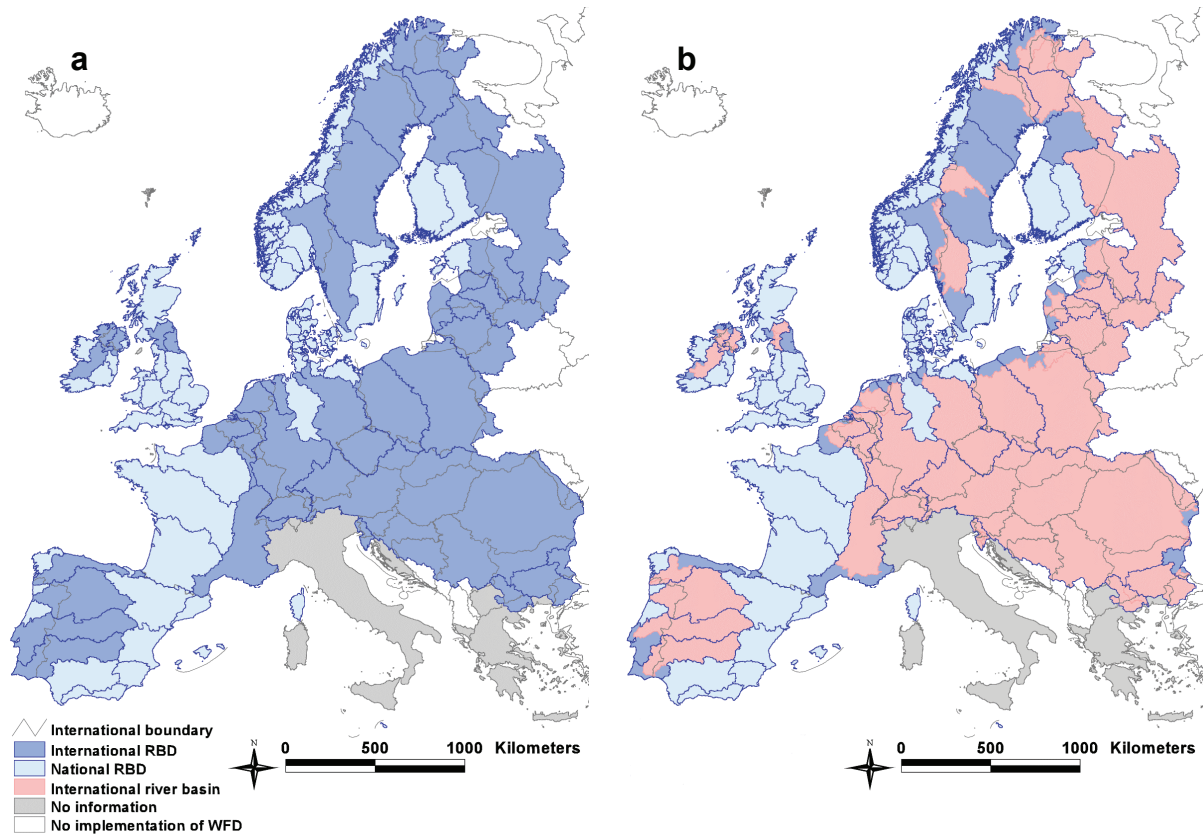 a
b
International boundary
International RBD
National RBD
International river basin
No information
No implementation of WFD
N
0 500 1000 Kilometers
N
0 500 1000 Kilometers